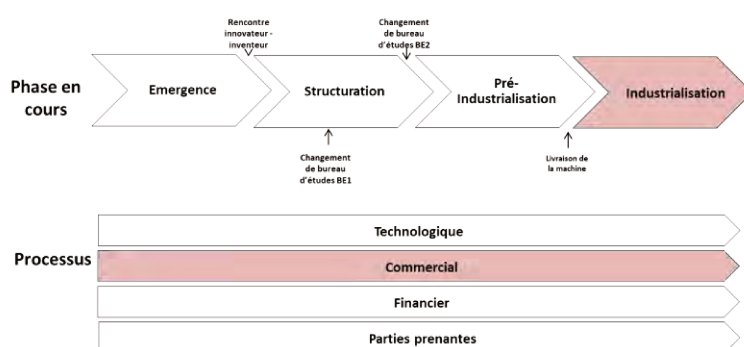 Rencontre
innovateur -
inventeur
Changement
de bureau
d'études BE2
Phase en
cours
Emergence
Structuration
Pré-
Industrialisation
Industrialisation
Changement
de bureau
d'études BE1
Livraison de
la machine
Processus
Technologique
Commercial
Financier
Parties prenantes